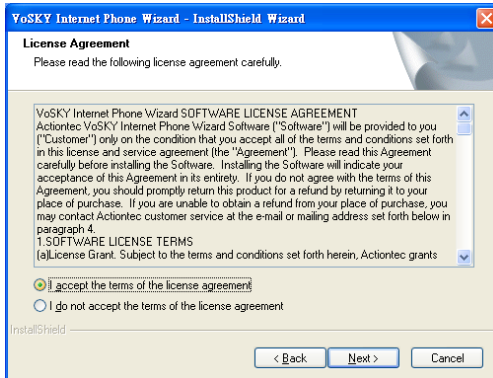 VoSKY Internet Phone Wizard - InstallShield Wizard
License Agreement
Please read the following license agreement carefully.
VoSKY Internet Phone Wizard SOFTWARE LICENSE AGREEMENT
Actiontec VoSKY Internet Phone Wizard Software ("Software") will be provided to you
("Customer") only on the condition that you accept all of the terms and conditions set forth
in this license and service agreement (the "Agreement"). Please read this Agreement
carefully before installing the Software. Installing the Software will indicate your
acceptance of this Agreement in its entirety. If you do not agree with the terms of this
Agreement, you should promptly return this product for a refund by returning it to your
place of purchase. If you are unable to obtain a refund from your place of purchase, you
may contact Actiontec customer service at the e-mail or mailing address set forth below in
paragraph 4.
1.SOFTWARE LICENSE TERMS
(a)License Grant. Subject to the terms and conditions set forth herein, Actiontec grants
I accept the terms of the license agreement
I do not accept the terms of the license agreement
InstallShield
< Back
Next >
Cancel